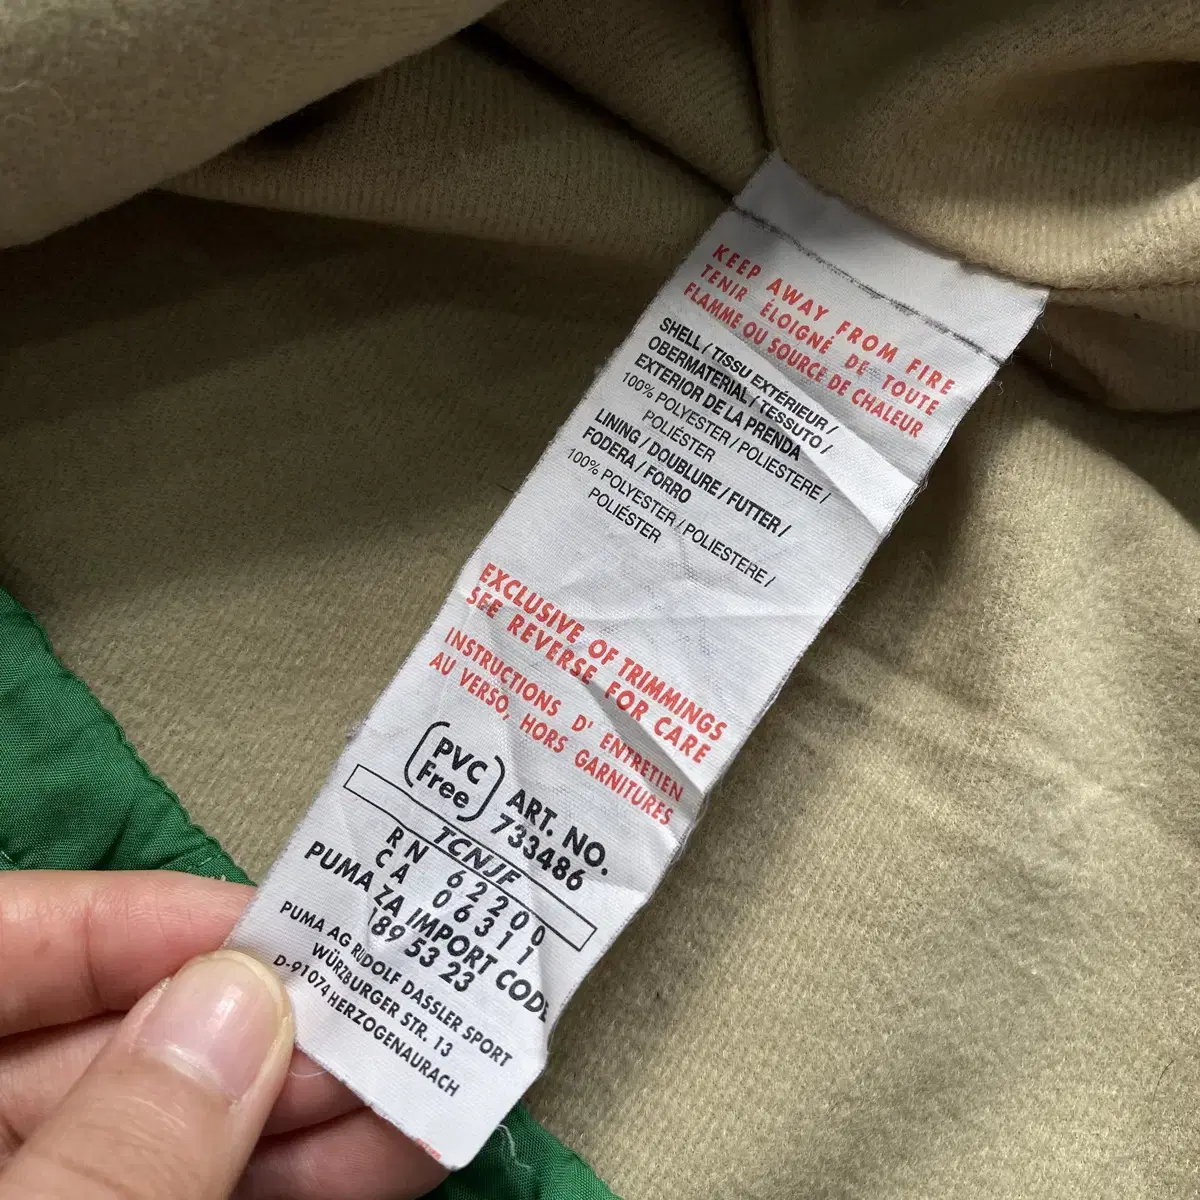 KEEP AWAY FROM FIRE
TENIR ÉLOIGNÉ DE TOUTE
FLAMME OU SOURCE DE CHALEUR
SHELL / TISSU EXTÉRIEUR /
OBERMATERIAL / TESSUTO /
EXTERIOR DE LA PRENDA
100% POLYESTER / POLIESTERE /
POLIÉSTER
LINING / DOUBLURE / FUTTER /
FODERA / FORRO
100% POLYESTER / POLIESTERE /
POLIÉSTER
EXCLUSIVE OF TRIMMINGS
SEE REVERSE FOR CARE
INSTRUCTIONS D' ENTRETIEN
AU VERSO, HORS GARNITURES
PVC
Free
ART. NO.
733486
TCNJF
RN 62200
CA 06311
PUMA ZA IMPORT CODE
189 53 23
PUMA AG RUDOLF DASSLER SPORT
WÜRZBURGER STR. 13
D-91074 HERZOGENAURACH